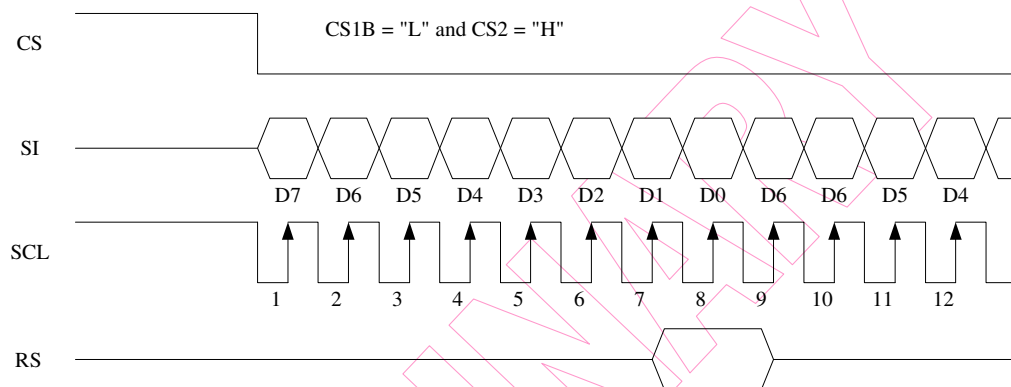 CS1B = "L" and CS2 = "H"
CS
SI
D7 D6 D5 D4 D3 D2 D1 D0 D6 D6 D5 D4
SCL
1 2 3 4 5 6 7 8 9 10 11 12
RS